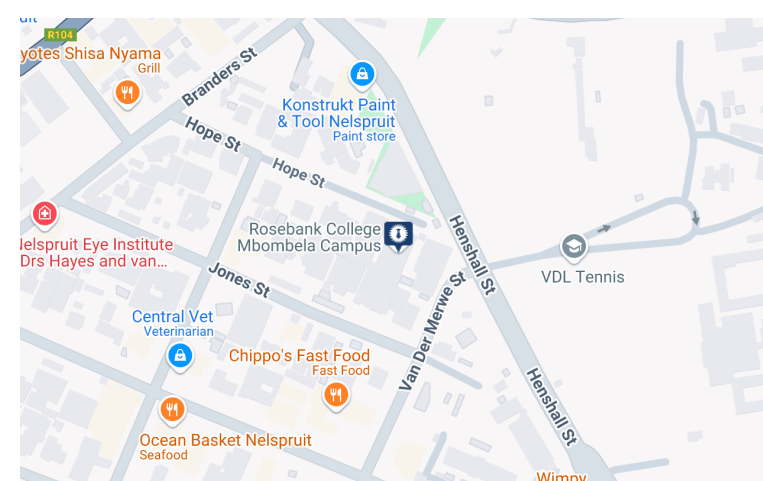 R104
yotes Shisa Nyama
Grill
Branders St
Konstrukt Paint
& Tool Nelspruit
Paint store
Hope St
Hope St
Rosebank College
Mbombela Campus
Henshall St
Nelspruit Eye Institute
Drs Hayes and van...
VDL Tennis
Jones St
Central Vet
Veterinarian
Van Der Merwe St
Chippo's Fast Food
Fast Food
Henshall St
Ocean Basket Nelspruit
Seafood
Wimpy